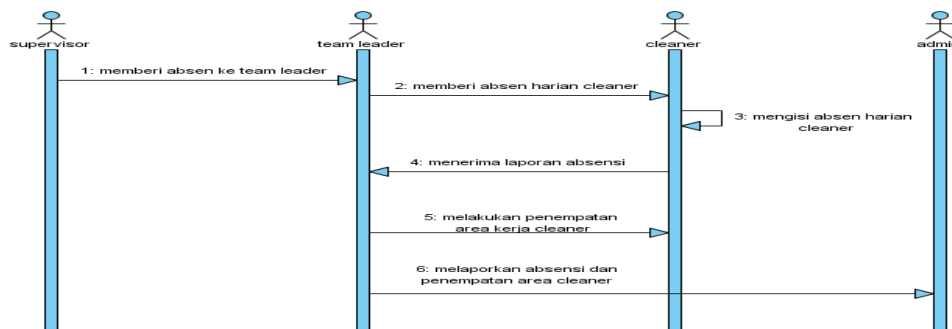 supervisor
team leader
cleaner
admin
1: memberi absen ke team leader
2: memberi absen harian cleaner
3: mengisi absen harian
cleaner
4: menerima laporan absensi
5: melakukan penempatan
area kerja cleaner
6: melaporkan absensi dan
penempatan area cleaner